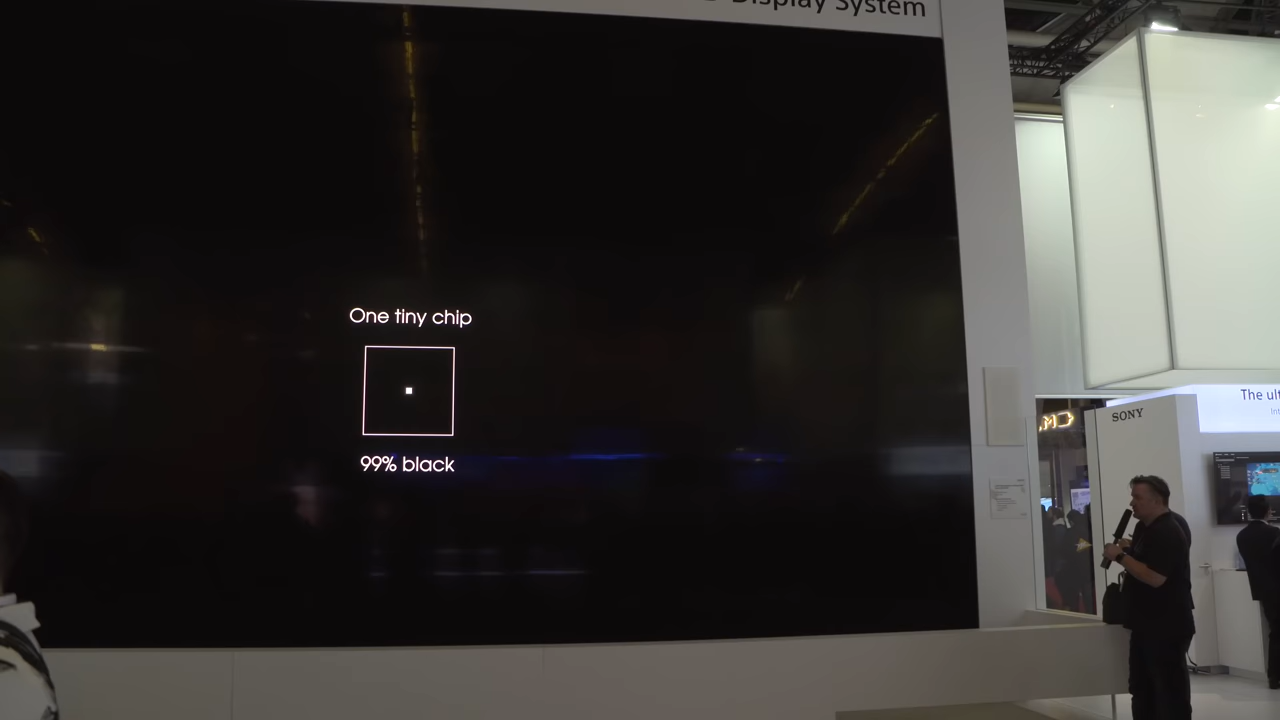 Display System
One tiny chip
99% black
SONY
The ult